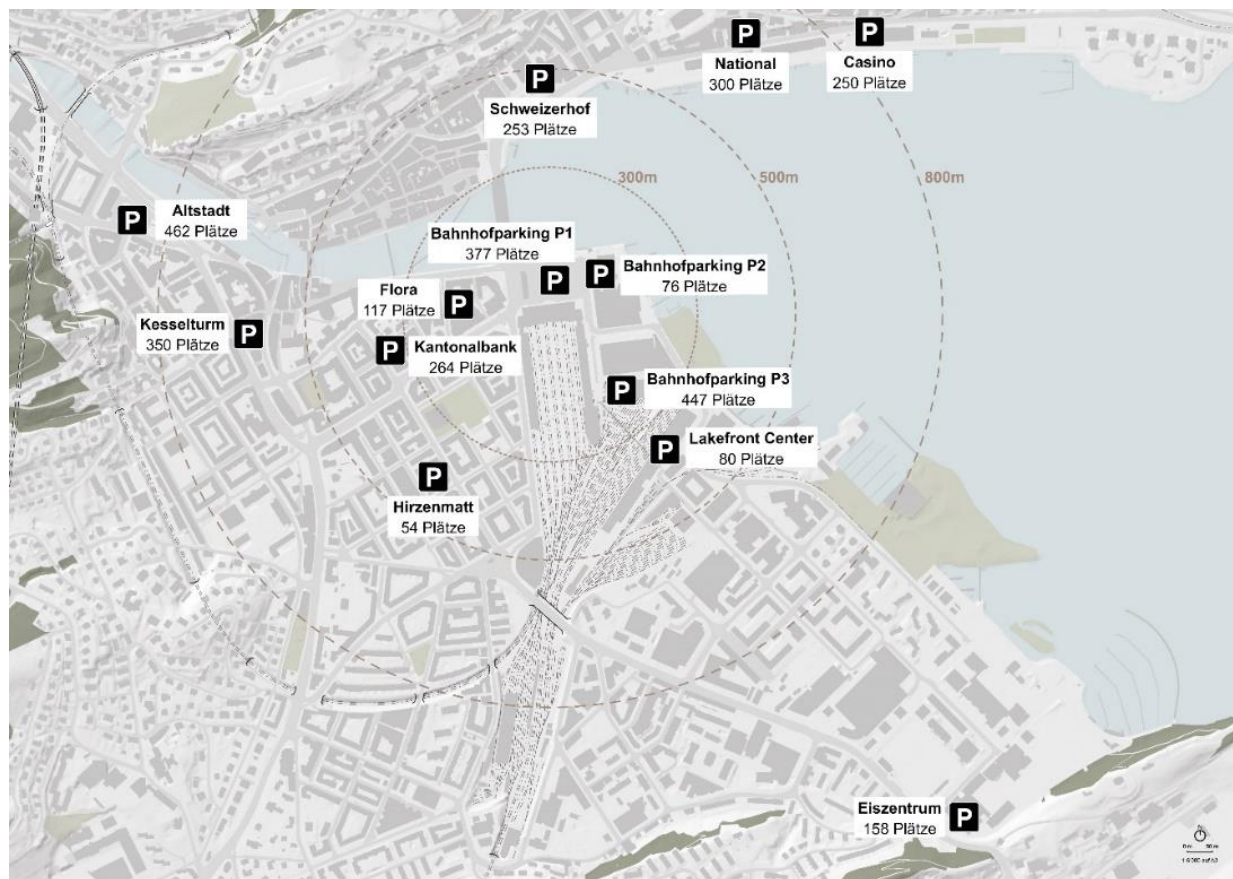 P
National
300 Plätze
P
Casino
250 Plätze
P
Schweizerhof
253 Plätze
300m
500m
800m
P
Altstadt
462 Plätze
Bahnhofparking P1
377 Plätze
P
P
Bahnhofparking P2
76 Plätze
Flora
117 Plätze
P
Kesselturm
350 Plätze
P
P
Kantonalbank
264 Plätze
P
Bahnhofparking P3
447 Plätze
P
Lakefront Center
80 Plätze
P
Hirzenmatt
54 Plätze
Eiszentrum
158 Plätze
P